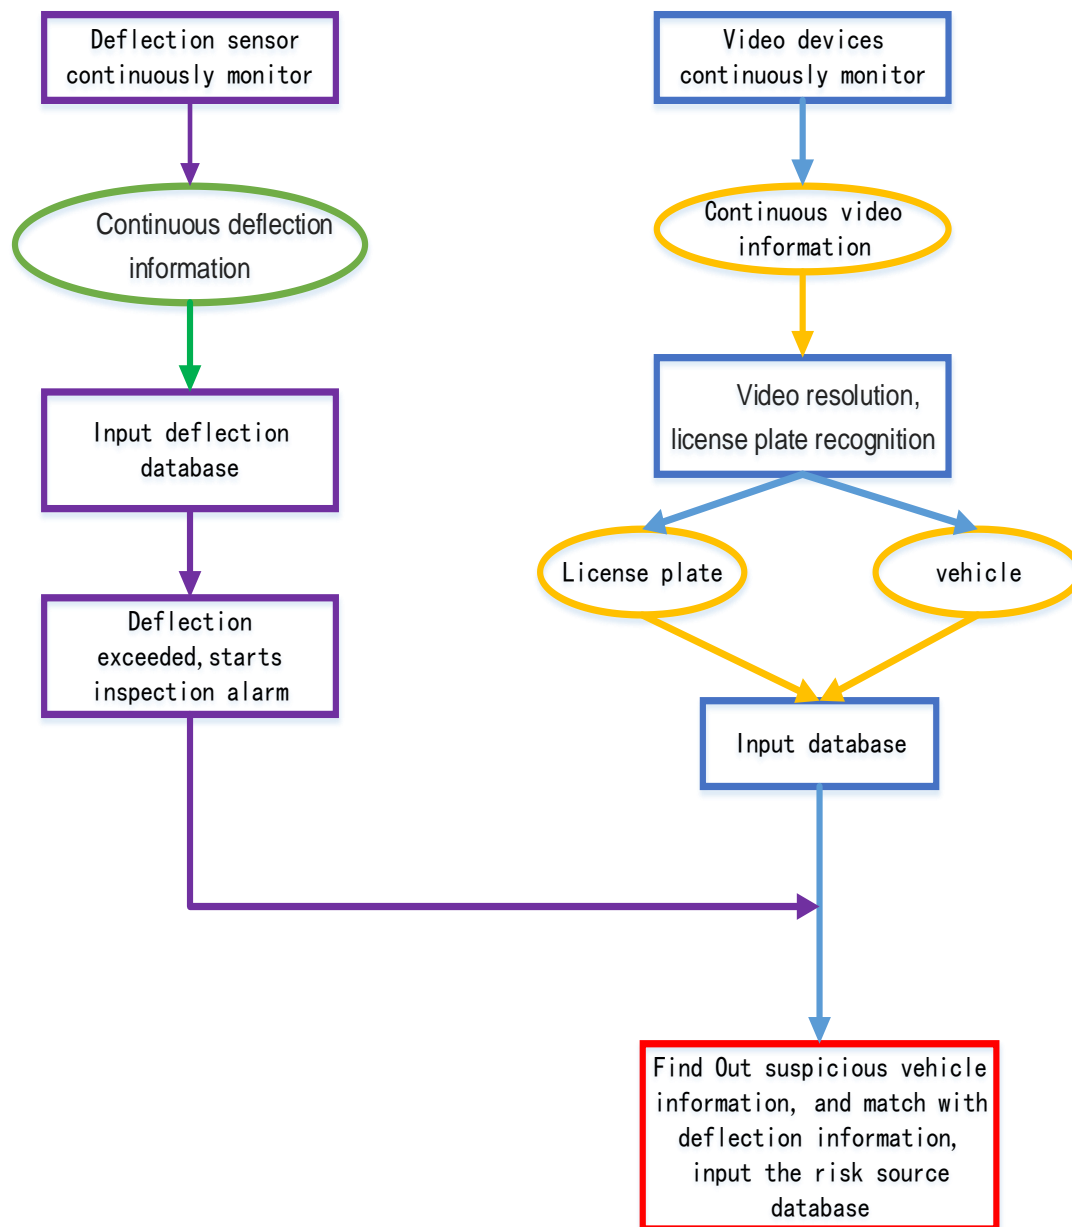 Deflection sensor
continuously monitor
Continuous deflection
information
Input deflection
database
Deflection
exceeded, starts
inspection alarm
Video devices
continuously monitor
Continuous video
information
Video resolution,
license plate recognition
License plate
vehicle
Input database
Find Out suspicious vehicle
information, and match with
deflection information,
input the risk source
database